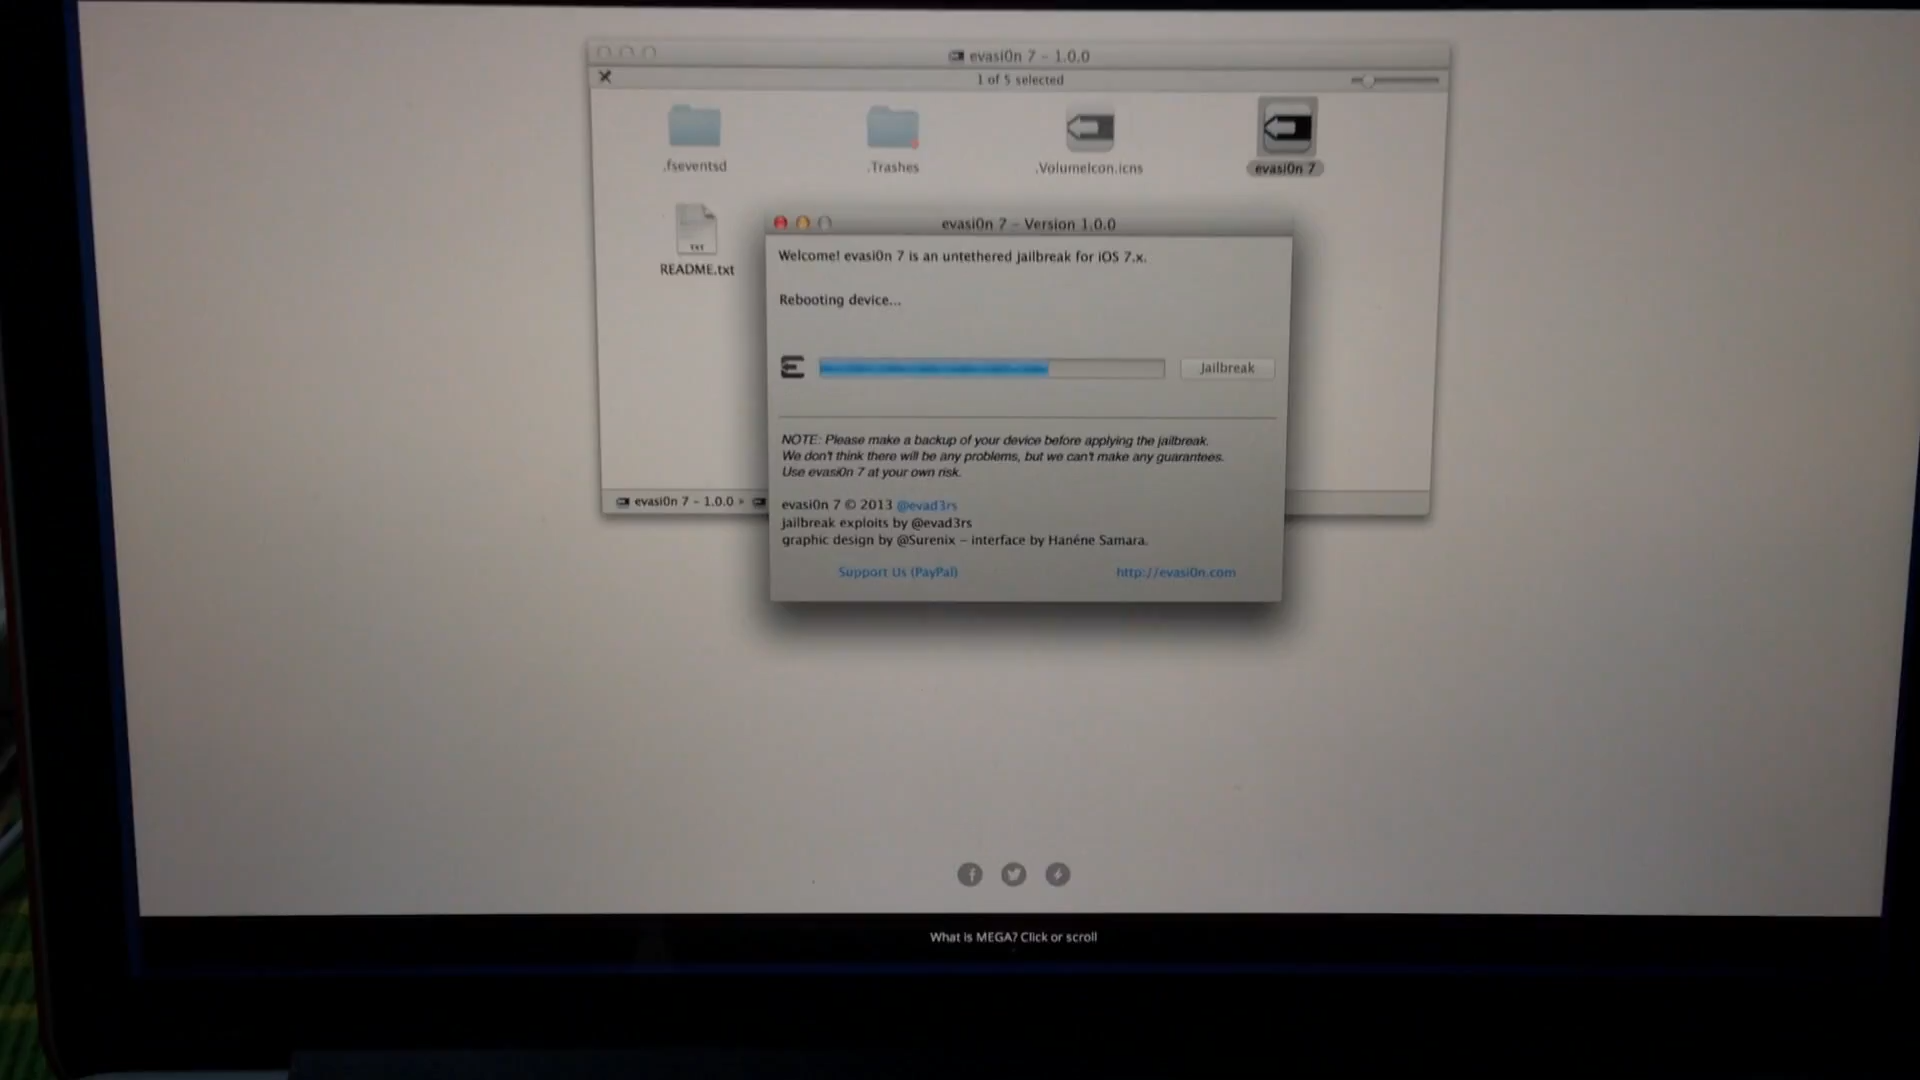 evasi0n 7 – 1.0.0
1 of 5 selected
.fseventsd
.Trashes
.VolumeIcon.icns
evasi0n 7
TXT
README.txt
evasi0n 7 – Version 1.0.0
Welcome! evasi0n 7 is an untethered jailbreak for iOS 7.x.
Rebooting device...
Jailbreak
NOTE: Please make a backup of your device before applying the jailbreak.
We don't think there will be any problems, but we can't make any guarantees.
Use evasi0n 7 at your own risk.
evasi0n 7 – 1.0.0
evasi0n 7 © 2013 @evad3rs
jailbreak exploits by @evad3rs
graphic design by @Surenix – interface by Hanéne Samara.
Support Us (PayPal)
http://evasi0n.com
What is MEGA? Click or scroll